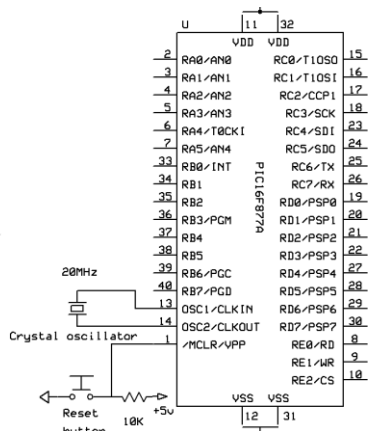 U
11 32
VDD VDD
2 RA0/AN0 RC0/T1OSO 15
3 RA1/AN1 RC1/T1OSI 16
4 RA2/AN2 RC2/CCP1 17
5 RA3/AN3 RC3/SCK 18
6 RA4/T0CKI RC4/SDI 23
7 RA5/AN4 RC5/SDO 24
33 RB0/INT RC6/TX 25
34 RB1 RC7/RX 26
35 RB2 RD0/PSP0 19
36 RB3/PGM RD1/PSP1 20
37 RB4 RD2/PSP2 21
38 RB5 RD3/PSP3 22
39 RB6/PGC RD4/PSP4 27
40 RB7/PGD RD5/PSP5 28
13 OSC1/CLKIN RD6/PSP6 29
14 OSC2/CLKOUT RD7/PSP7 30
1 /MCLR/VPP RE0/RD 8
RE1/WR 9
RE2/CS 10
VSS VSS
12 31
PIC16F877A
20MHz
Crystal oscillator
Reset
button
10K
+5v